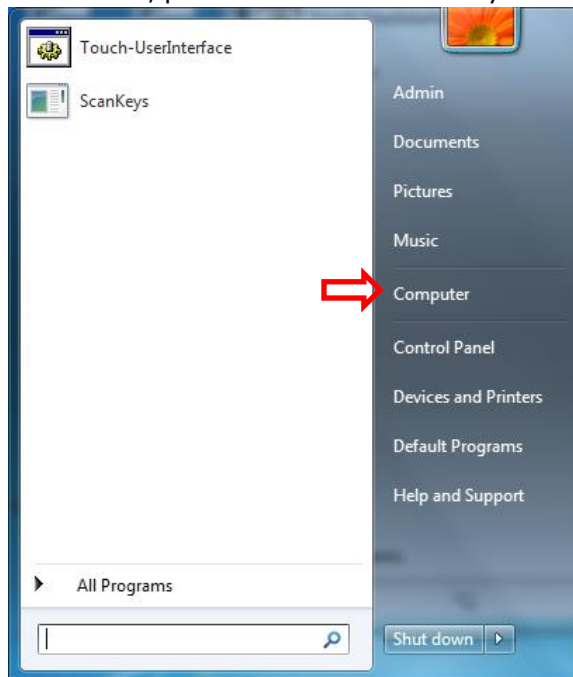 Touch-UserInterface
ScanKeys
All Programs
Admin
Documents
Pictures
Music
Computer
Control Panel
Devices and Printers
Default Programs
Help and Support
Shut down